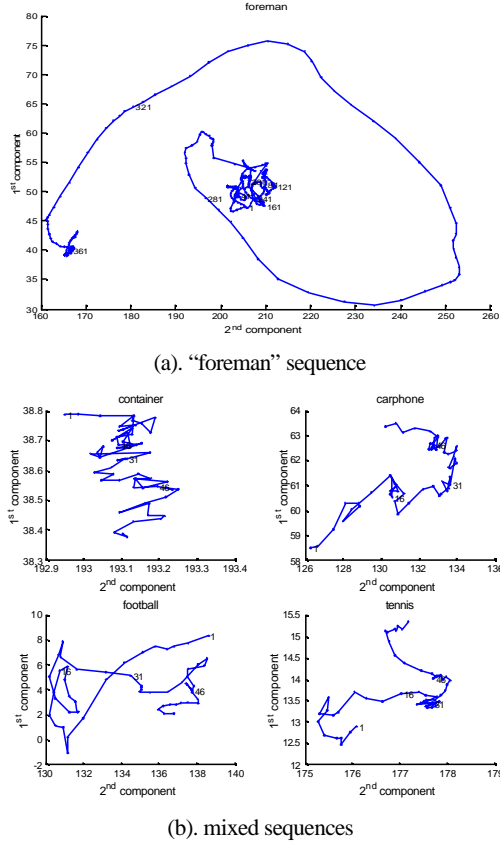 foreman
80
75
70
65
60
55
50
45
40
35
30
1st component
321
281
121
161
361
160 170 180 190 200 210 220 230 240 250 260
2nd component
(a). “foreman” sequence
container
38.8
38.7
38.6
38.5
38.4
38.3
1st component
1
31
46
192.9 193 193.1 193.2 193.3 193.4
2nd component
carphone
64
63
62
61
60
59
58
1st component
1
16
31
46
126 128 130 132 134 136
2nd component
football
10
8
6
4
2
0
-2
1st component
1
16
31
46
130 132 134 136 138 140
2nd component
tennis
15.5
15
14.5
14
13.5
13
12.5
12
1st component
1
16
31
46
175 176 177 178 179
2nd component
(b). mixed sequences